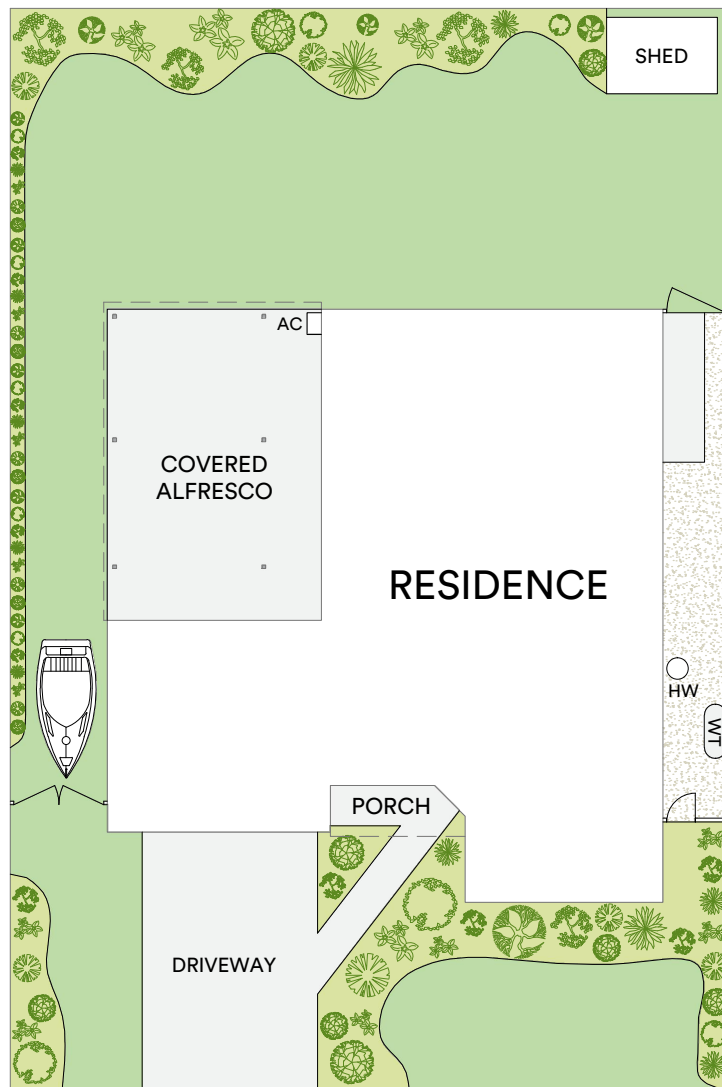 SHED
AC
COVERED
ALFRESCO
RESIDENCE
HW
WT
PORCH
DRIVEWAY